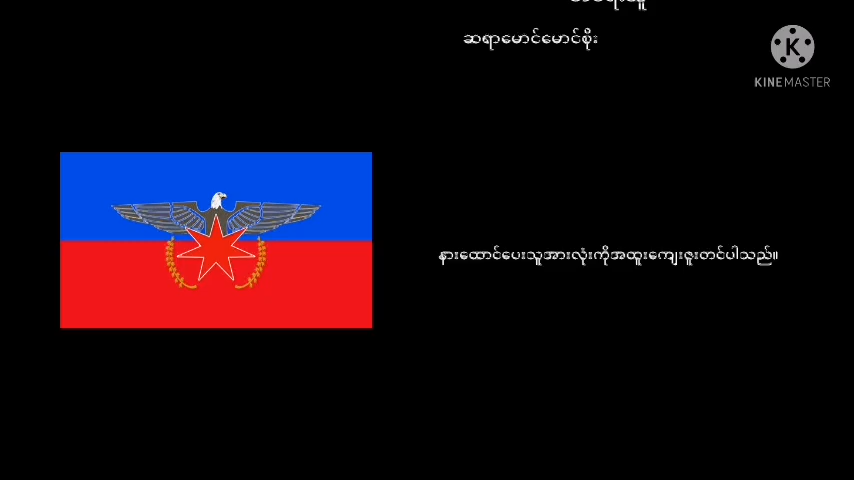 ဆရာမောင်မောင်စိုး
K
KINEMASTER
နားထောင်ပေးသူအားလုံးကိုအထူးကျေးဇူးတင်ပါသည်။